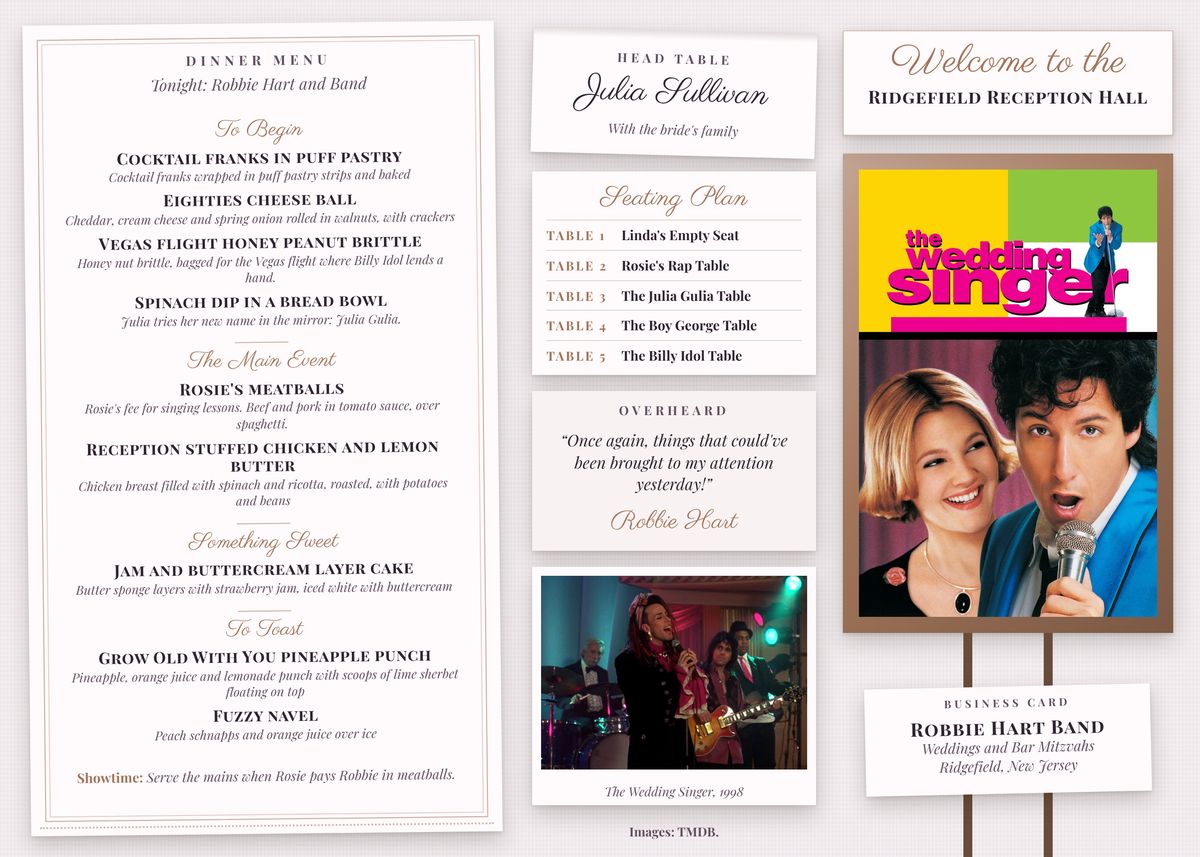 DINNER MENU
Tonight: Robbie Hart and Band
To Begin
COCKTAIL FRANKS IN PUFF PASTRY
Cocktail franks wrapped in puff pastry strips and baked
EIGHTIES CHEESE BALL
Cheddar, cream cheese and spring onion rolled in walnuts, with crackers
VEGAS FLIGHT HONEY PEANUT BRITTLE
Honey nut brittle, bagged for the Vegas flight where Billy Idol lends a
hand.
SPINACH DIP IN A BREAD BOWL
Julia tries her new name in the mirror: Julia Gulia.
The Main Event
ROSIE'S MEATBALLS
Rosie's fee for singing lessons. Beef and pork in tomato sauce, over
spaghetti.
RECEPTION STUFFED CHICKEN AND LEMON
BUTTER
Chicken breast filled with spinach and ricotta, roasted, with potatoes
and beans
Something Sweet
JAM AND BUTTERCREAM LAYER CAKE
Butter sponge layers with strawberry jam, iced white with buttercream
To Toast
GROW OLD WITH YOU PINEAPPLE PUNCH
Pineapple, orange juice and lemonade punch with scoops of lime sherbet
floating on top
FUZZY NAVEL
Peach schnapps and orange juice over ice
Showtime: Serve the mains when Rosie pays Robbie in meatballs.
HEAD TABLE
Julia Sullivan
With the bride's family
Seating Plan
TABLE 1 Linda's Empty Seat
TABLE 2 Rosie's Rap Table
TABLE 3 The Julia Gulia Table
TABLE 4 The Boy George Table
TABLE 5 The Billy Idol Table
OVERHEARD
“Once again, things that could've
been brought to my attention
yesterday!”
Robbie Hart
The Wedding Singer, 1998
Images: TMDB.
Welcome to the
RIDGEFIELD RECEPTION HALL
the
wedding
singer
BUSINESS CARD
ROBBIE HART BAND
Weddings and Bar Mitzvahs
Ridgefield, New Jersey